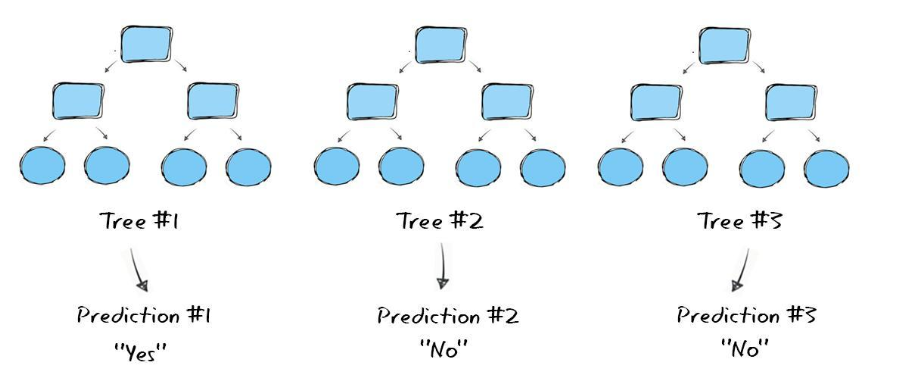 Tree #1
Tree #2
Tree #3
Prediction #1
Prediction #2
Prediction #3
"Yes"
"No"
"No"